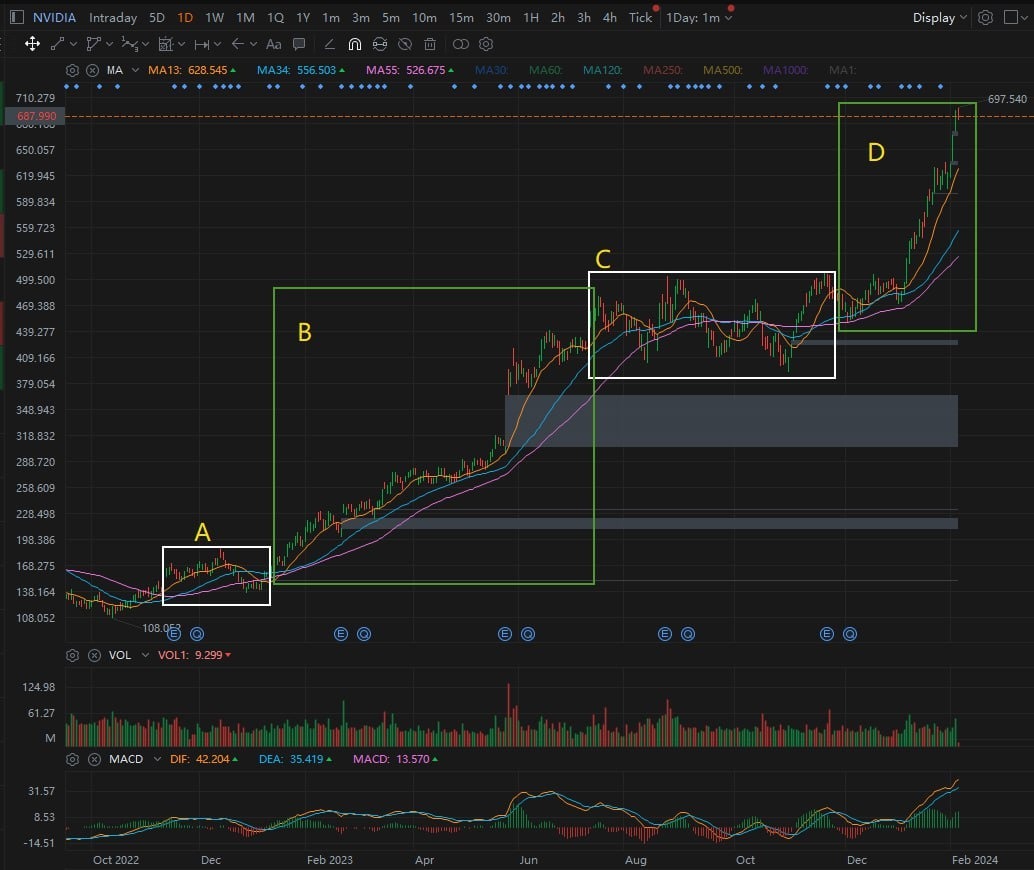 NVIDIA Intraday 5D 1D 1W 1M 1Q 1Y 1m 3m 5m 10m 15m 30m 1H 2h 3h 4h Tick 1Day: 1m Display
Aa
MA MA13: 628.545 MA34: 556.503 MA55: 526.675 MA30: MA60: MA120: MA250: MA500: MA1000: MA1:
710.279
697.540
687.990
650.057
D
619.945
589.834
559.723
529.611
C
499.500
469.388
B
439.277
409.166
379.054
348.943
318.832
288.720
258.609
228.498
A
198.386
168.275
138.164
108.052
108.052
E Q E Q E Q E Q E Q
VOL VOL1: 9.299
124.98
61.27
M
MACD DIF: 42.204 DEA: 35.419 MACD: 13.570
31.57
8.53
-14.51
Oct 2022 Dec Feb 2023 Apr Jun Aug Oct Dec Feb 2024